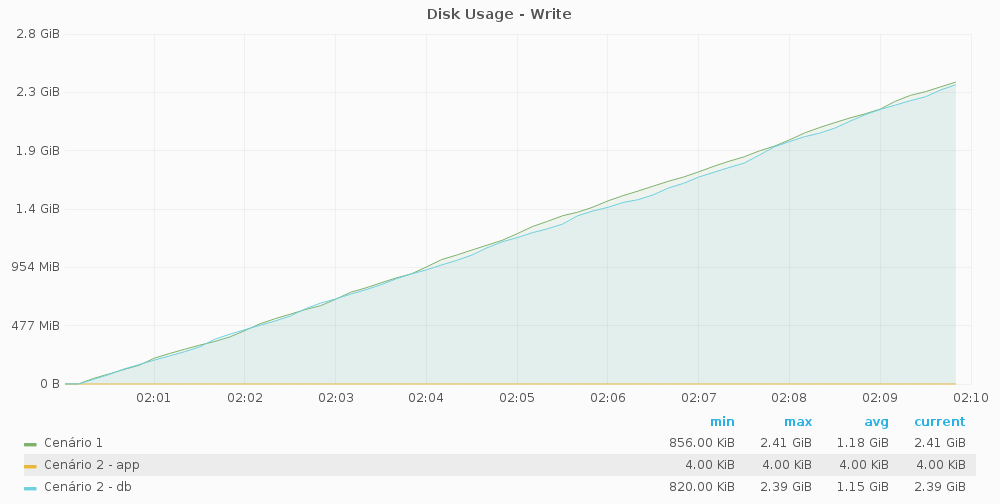 Disk Usage - Write
2.8 GiB
2.3 GiB
1.9 GiB
1.4 GiB
954 MiB
477 MiB
0 B
02:01 02:02 02:03 02:04 02:05 02:06 02:07 02:08 02:09 02:10
min max avg current
Cenário 1 856.00 KiB 2.41 GiB 1.18 GiB 2.41 GiB
Cenário 2 - app 4.00 KiB 4.00 KiB 4.00 KiB 4.00 KiB
Cenário 2 - db 820.00 KiB 2.39 GiB 1.15 GiB 2.39 GiB